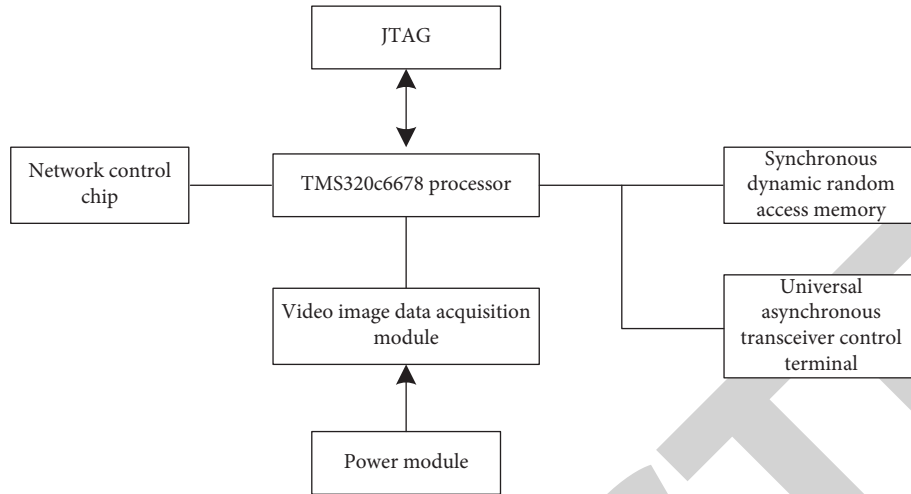 JTAG
Network control
chip
TMS320c6678 processor
Synchronous
dynamic random
access memory
Video image data acquisition
module
Universal
asynchronous
transceiver control
terminal
Power module